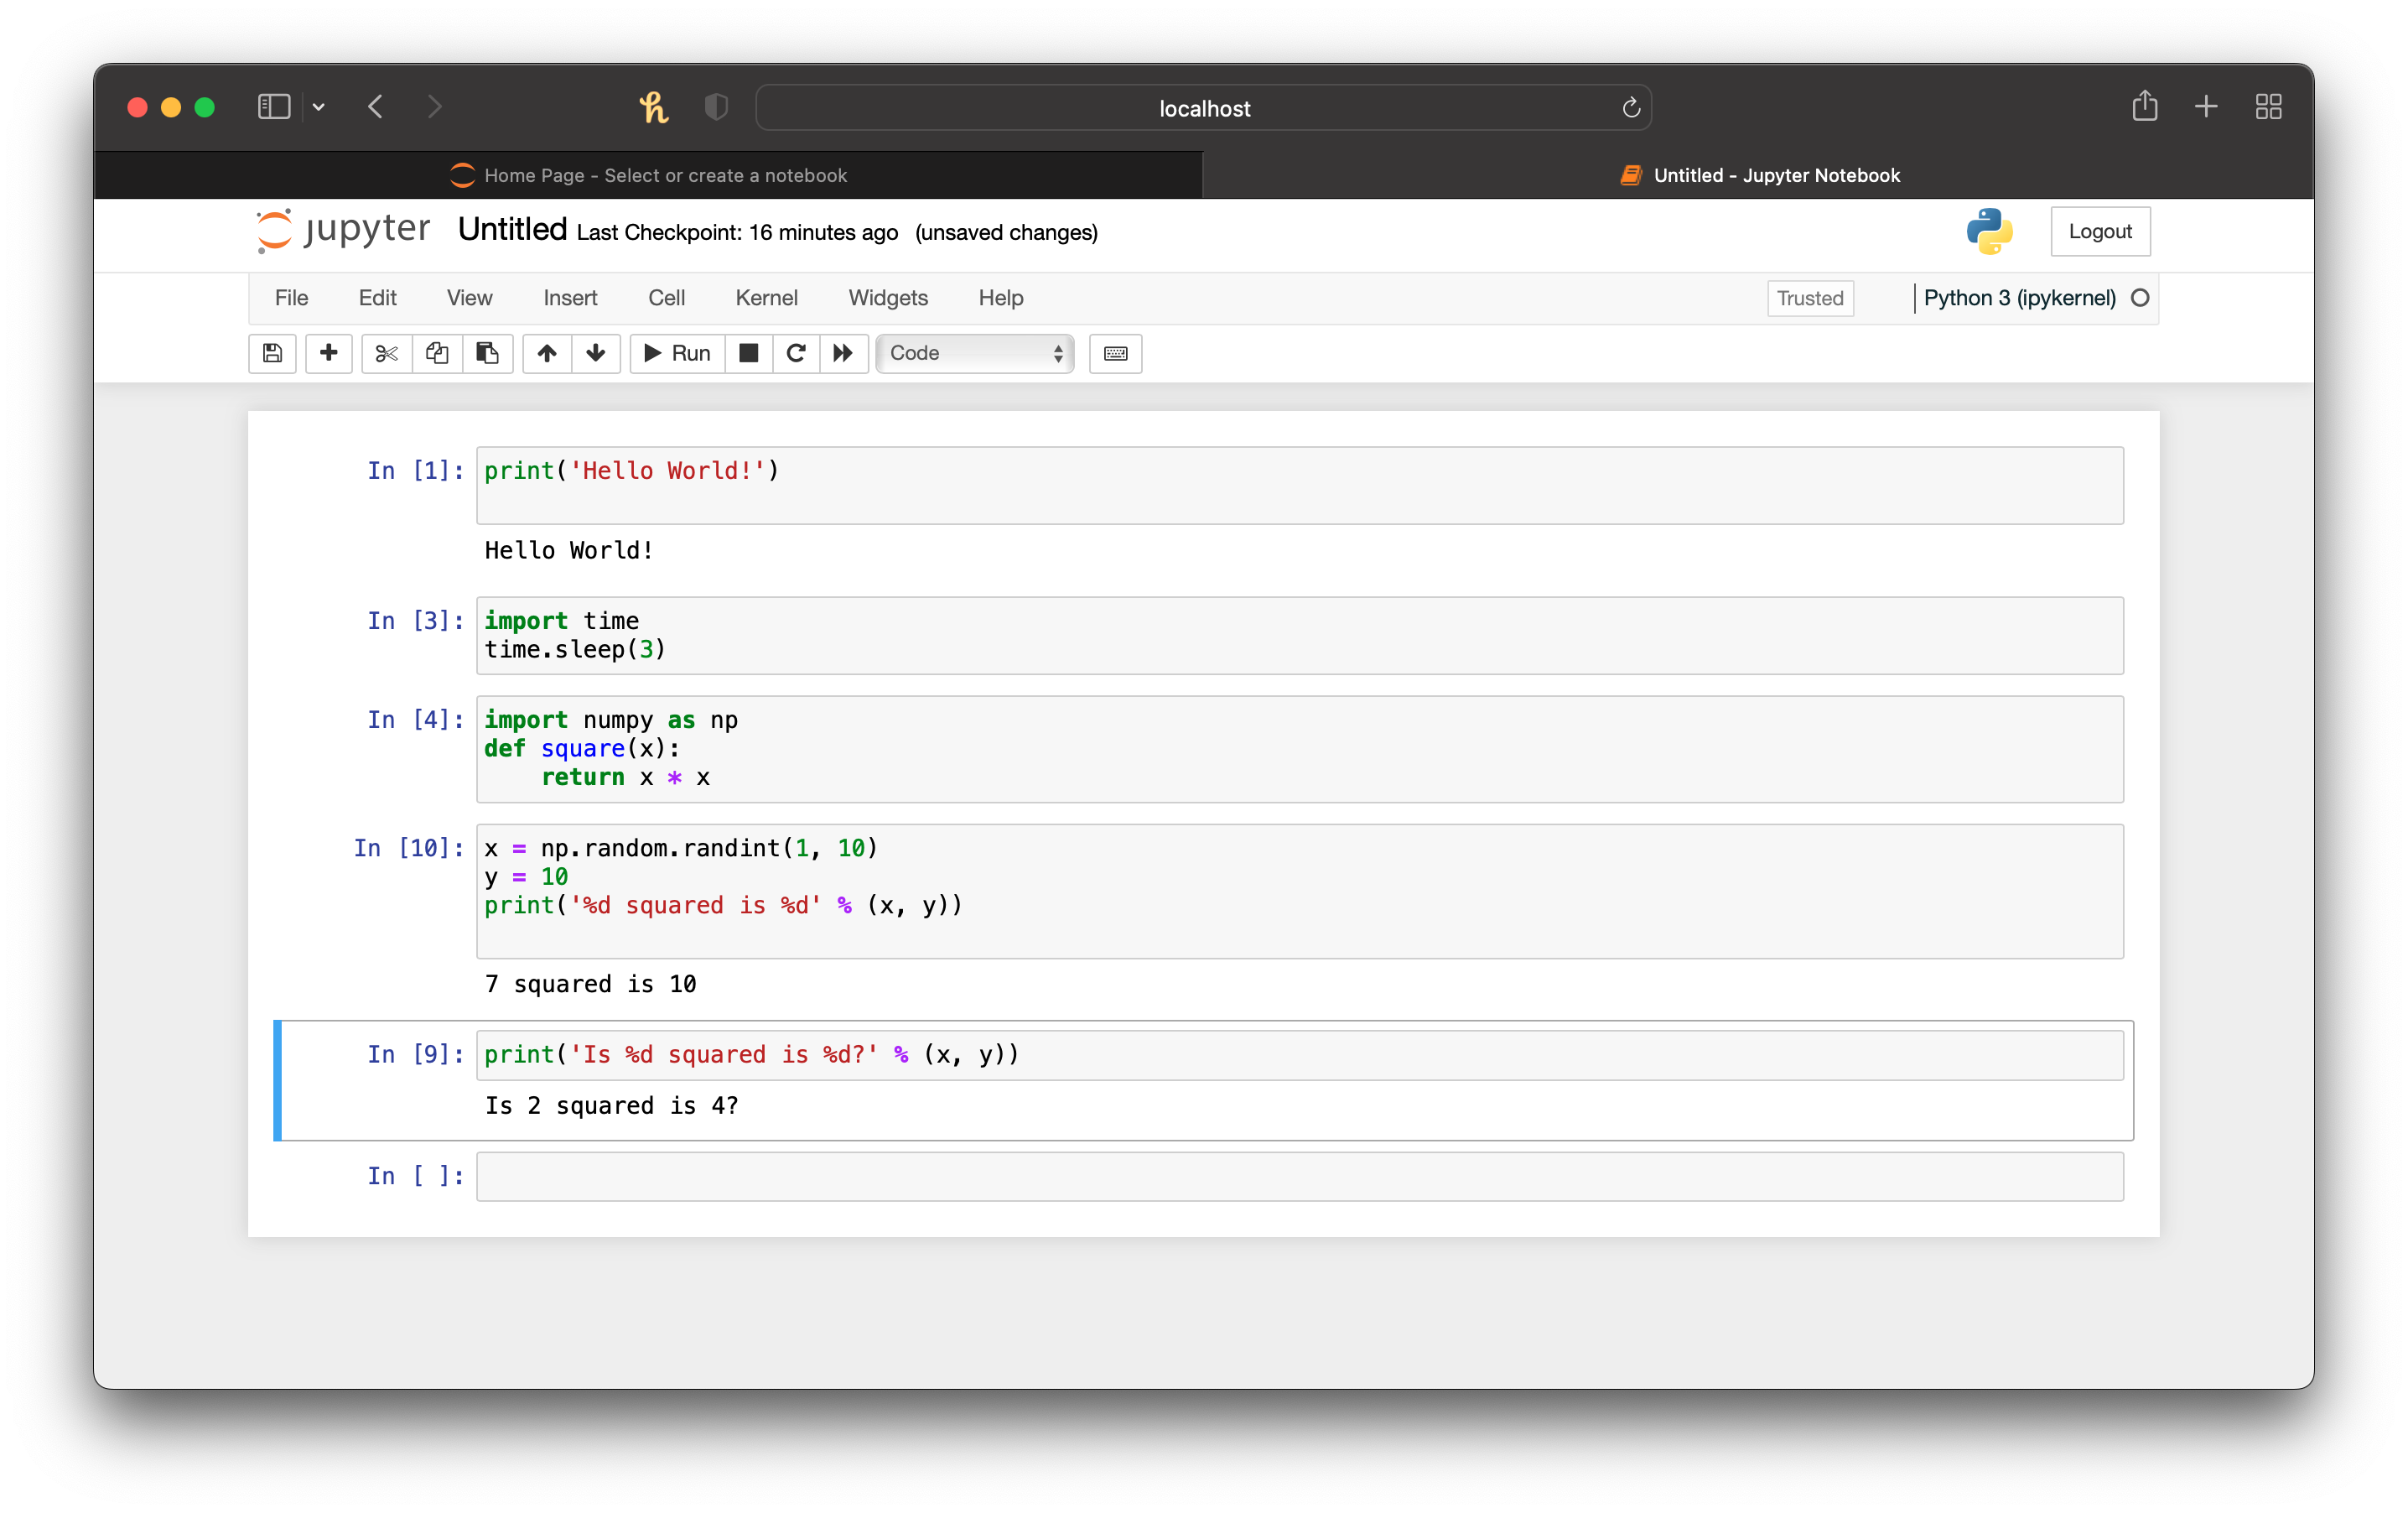 localhost
Home Page - Select or create a notebook
Untitled - Jupyter Notebook
jupyter Untitled Last Checkpoint: 16 minutes ago (unsaved changes)
Logout
File Edit View Insert Cell Kernel Widgets Help
Trusted
Python 3 (ipykernel)
Run
Code
In [1]: print('Hello World!')
Hello World!
In [3]: import time
time.sleep(3)
In [4]: import numpy as np
def square(x):
    return x * x
In [10]: x = np.random.randint(1, 10)
y = 10
print('%d squared is %d' % (x, y))
7 squared is 10
In [9]: print('Is %d squared is %d?' % (x, y))
Is 2 squared is 4?
In [ ]: